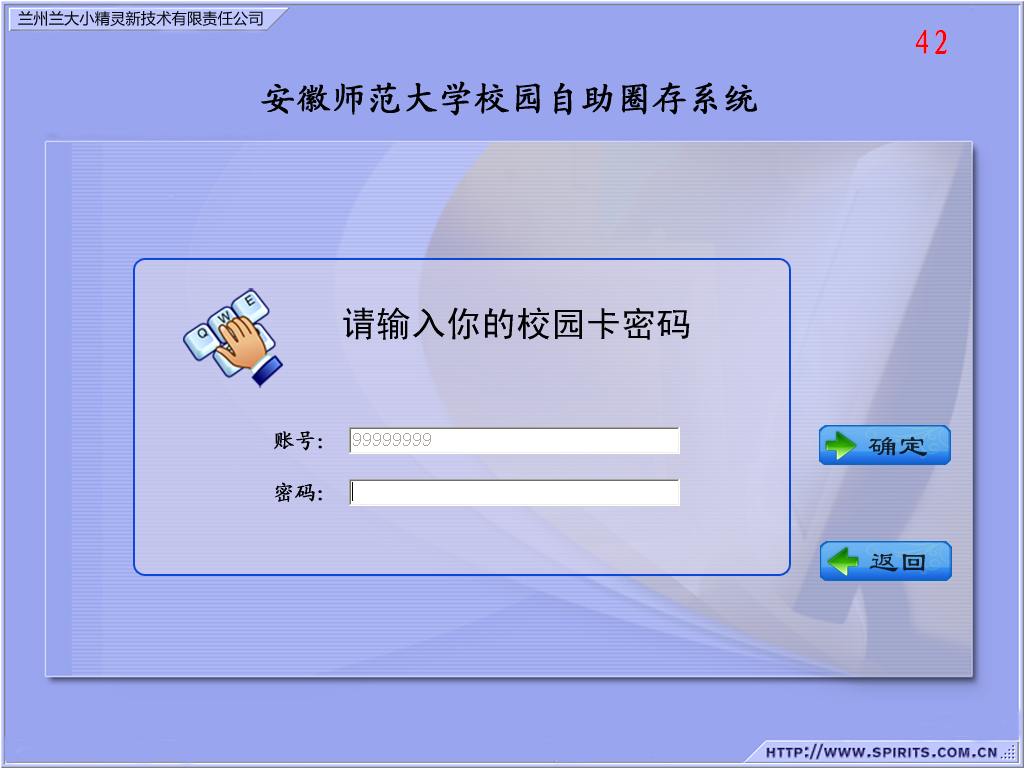 兰州兰大小精灵新技术有限责任公司
42
安徽师范大学校园自助圈存系统
Q W E
请输入你的校园卡密码
账号: 99999999
密码:
确定
返回
HTTP://WWW.SPIRITS.COM.CN